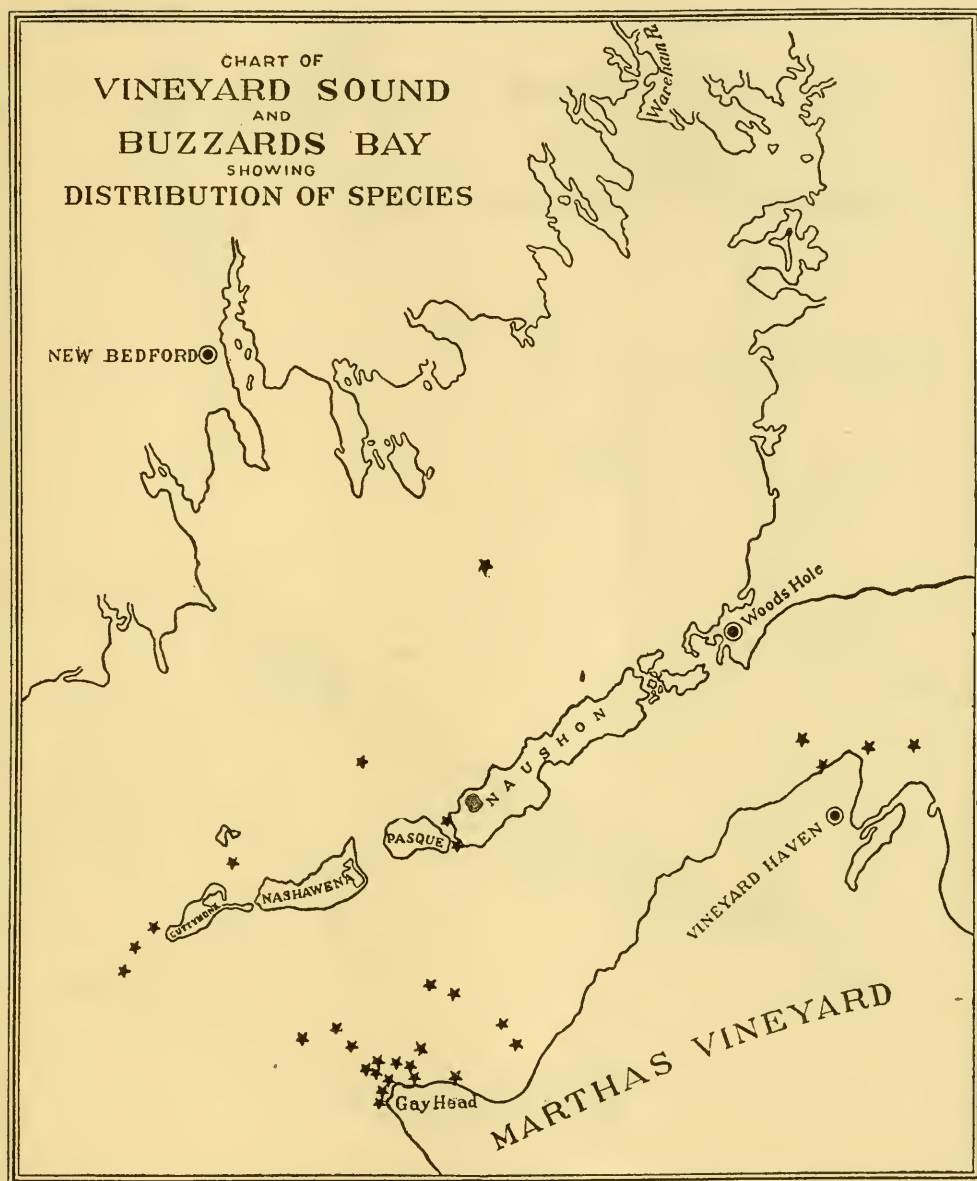 CHART OF
VINEYARD SOUND
AND
BUZZARDS BAY
SHOWING
DISTRIBUTION OF SPECIES
Wareham R.
NEW BEDFORD
Woods Hole
NAUSHON
PASQUE
NASHAWENA
CUTTYHUNK
VINEYARD HAVEN
MARTHAS VINEYARD
Gay Head